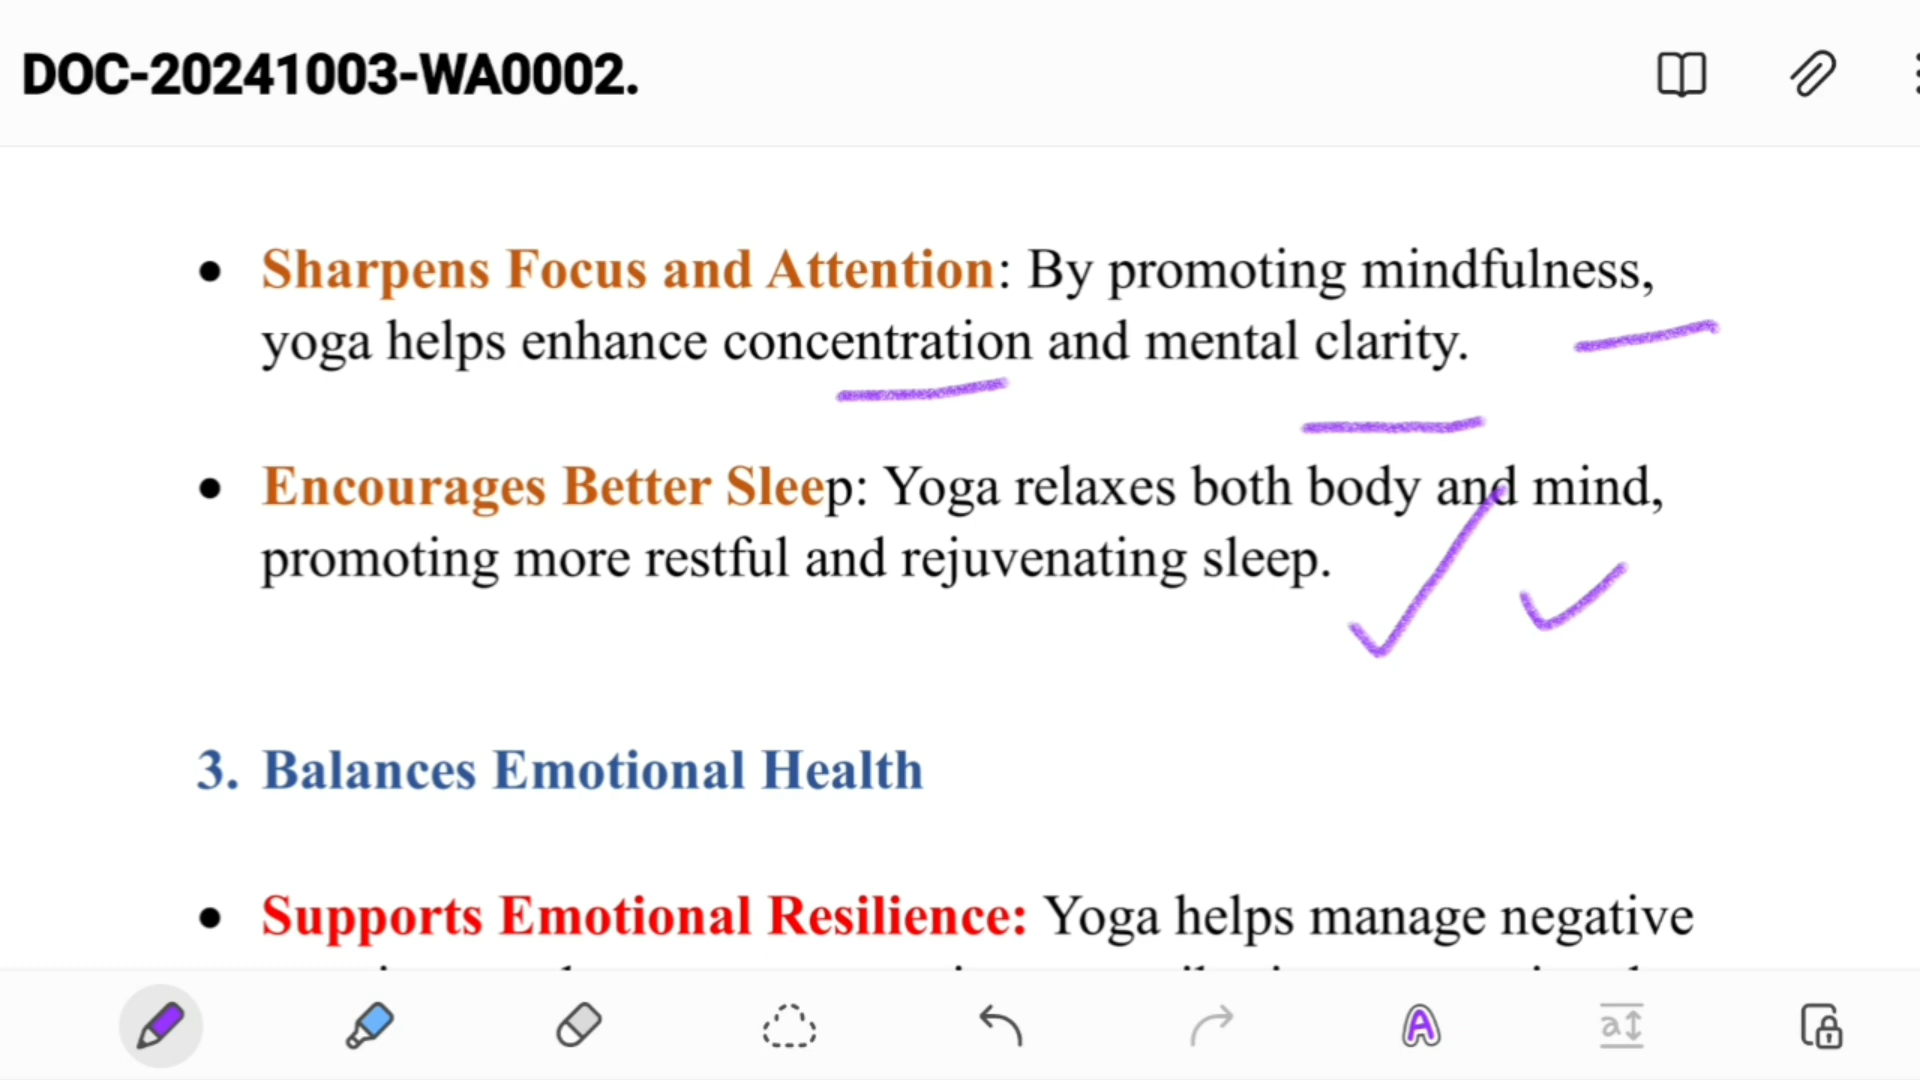 DOC-20241003-WA0002.
• Sharpens Focus and Attention: By promoting mindfulness,
yoga helps enhance concentration and mental clarity.
• Encourages Better Sleep: Yoga relaxes both body and mind,
promoting more restful and rejuvenating sleep.
3. Balances Emotional Health
• Supports Emotional Resilience: Yoga helps manage negative